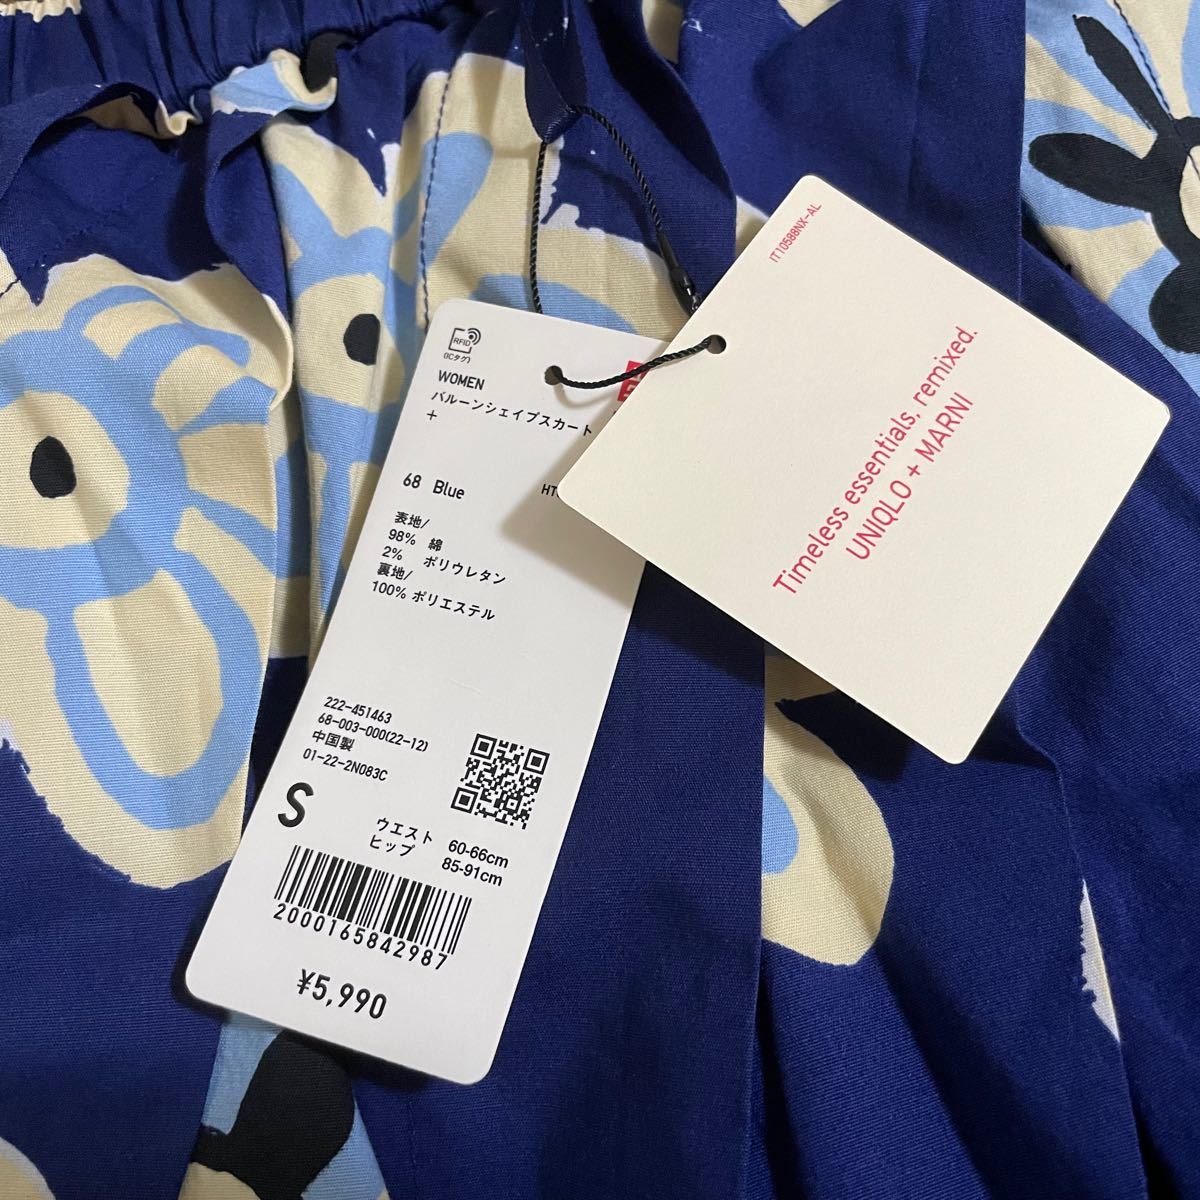 RFID
(ICタグ)
WOMEN
バルーンシェイプスカート
+
68 Blue
HT
表地/
98% 綿
2% ポリウレタン
裏地/
100% ポリエステル
222-451463
68-003-000(22-12)
中国製
01-22-2N083C
S
ウエスト 60-66cm
ヒップ 85-91cm
2000165842987
¥5,990
IT10588NX-AL
Timeless essentials, remixed.
UNIQLO + MARNI